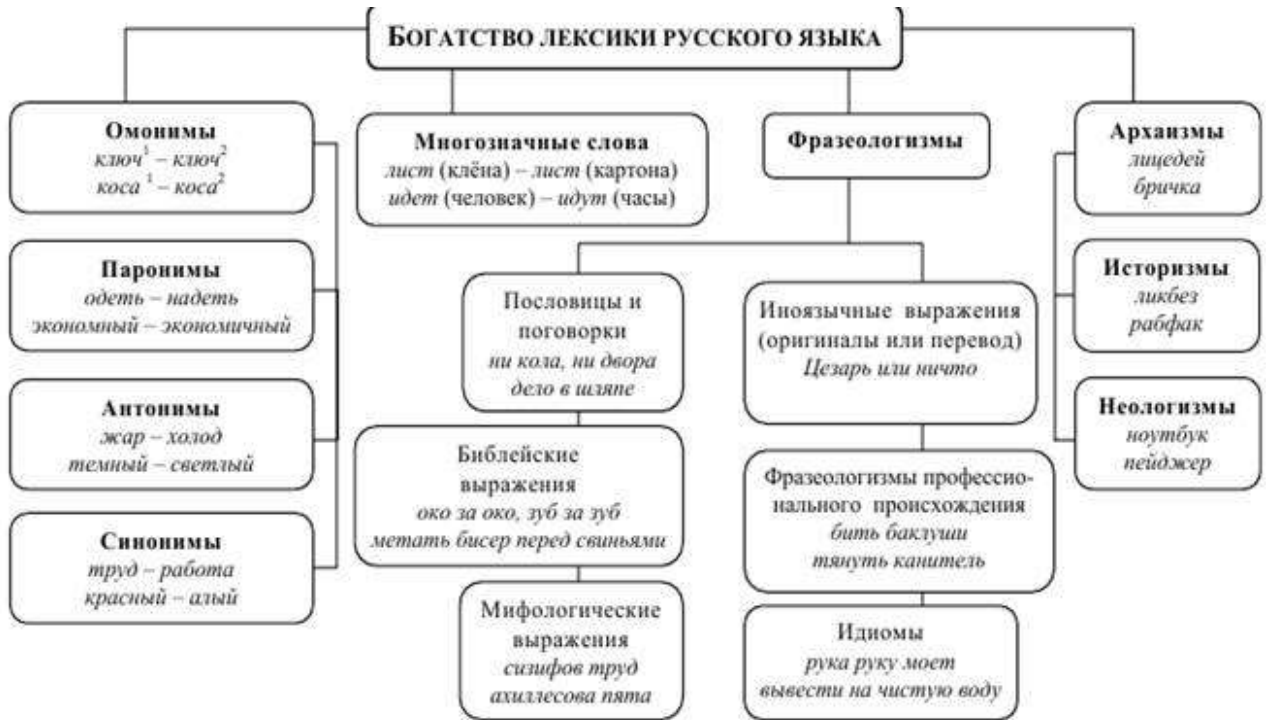 БОГАТСТВО ЛЕКСИКИ РУССКОГО ЯЗЫКА
Омонимы
ключ¹ – ключ²
коса ¹ – коса²
Паронимы
одеть – надеть
экономный – экономичный
Антонимы
жар – холод
темный – светлый
Синонимы
труд – работа
красный – алый
Многозначные слова
лист (клёна) – лист (картона)
идет (человек) – идут (часы)
Фразеологизмы
Пословицы и
поговорки
ни кола, ни двора
дело в шляпе
Библейские
выражения
око за око, зуб за зуб
метать бисер перед свиньями
Мифологические
выражения
сизифов труд
ахиллесова пята
Иноязычные выражения
(оригиналы или перевод)
Цезарь или ничто
Фразеологизмы профессио-
нального происхождения
бить баклуши
тянуть канитель
Идиомы
рука руку моет
вывести на чистую воду
Архаизмы
лицедей
бричка
Историзмы
ликбез
рабфак
Неологизмы
ноутбук
пейджер